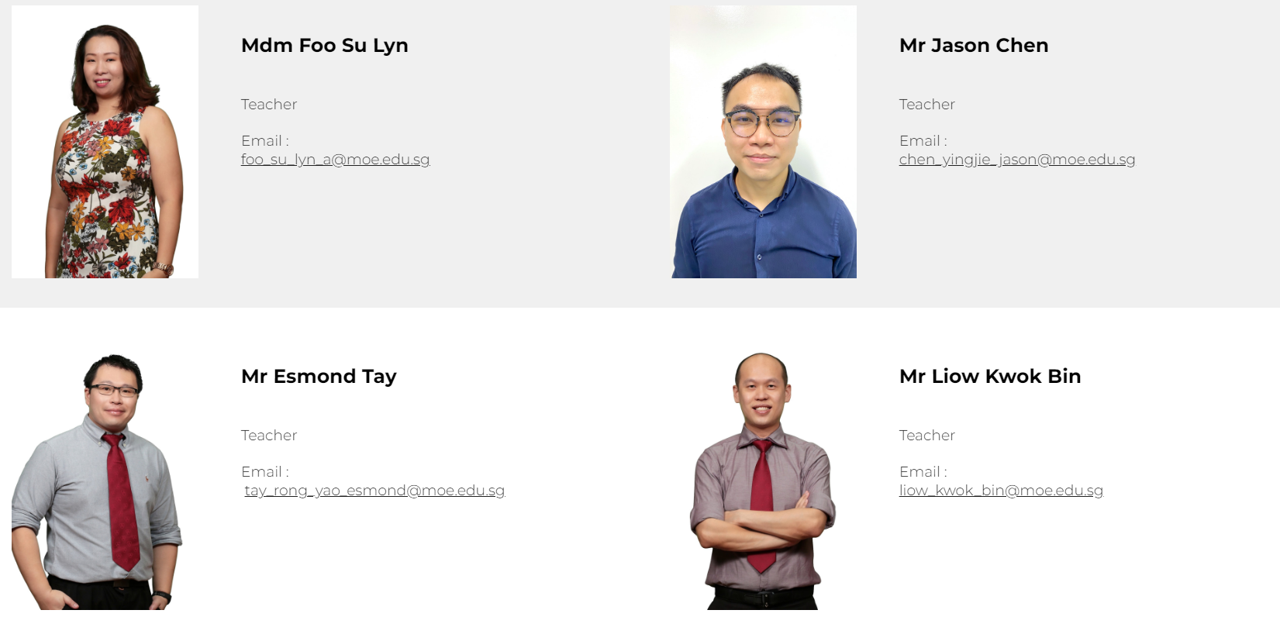 Mdm Foo Su Lyn
Teacher
Email :
foo_su_lyn_a@moe.edu.sg
Mr Jason Chen
Teacher
Email :
chen_yingjie_jason@moe.edu.sg
Mr Esmond Tay
Teacher
Email :
tay_rong_yao_esmond@moe.edu.sg
Mr Liow Kwok Bin
Teacher
Email :
liow_kwok_bin@moe.edu.sg